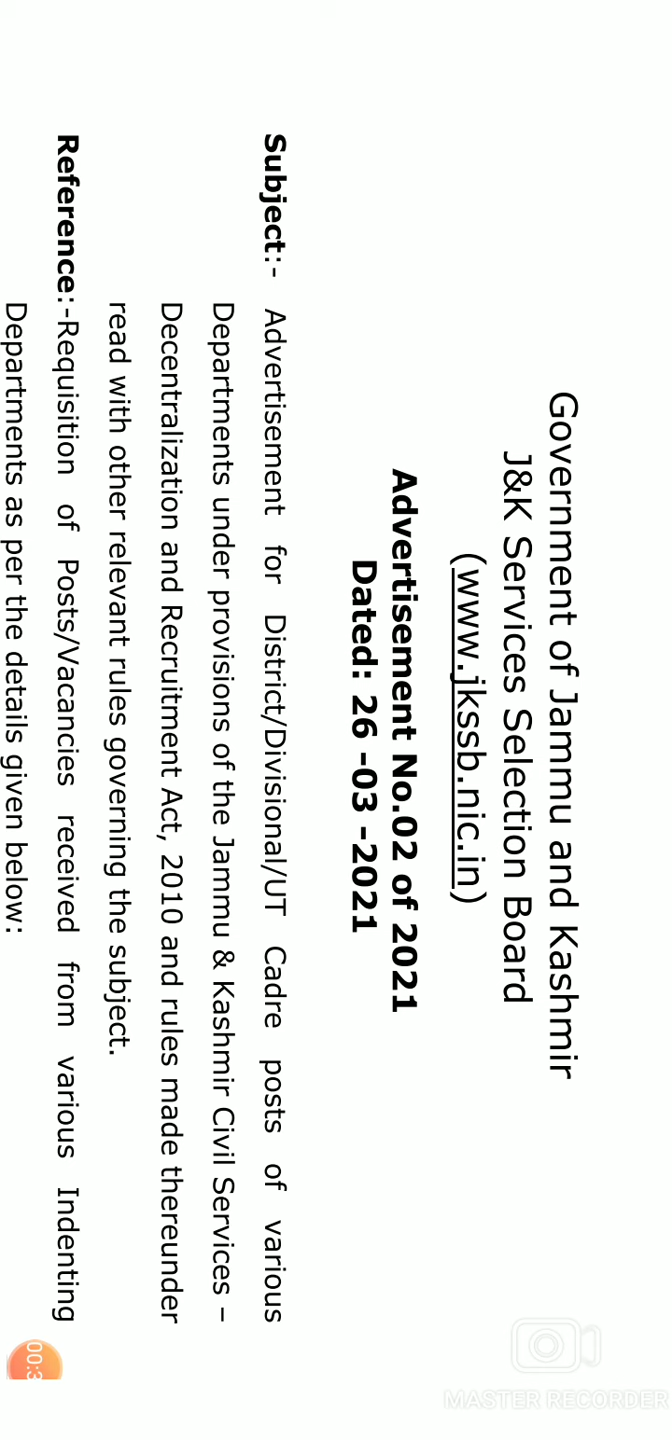 Government of Jammu and Kashmir
J&K Services Selection Board
(www.jkssb.nic.in)
Advertisement No.02 of 2021
Dated: 26 -03 -2021
Subject:- Advertisement for District/Divisional/UT Cadre posts of various
Departments under provisions of the Jammu & Kashmir Civil Services –
Decentralization and Recruitment Act, 2010 and rules made thereunder
read with other relevant rules governing the subject.
Reference:-Requisition of Posts/Vacancies received from various Indenting
Departments as per the details given below:
MASTER RECORDER